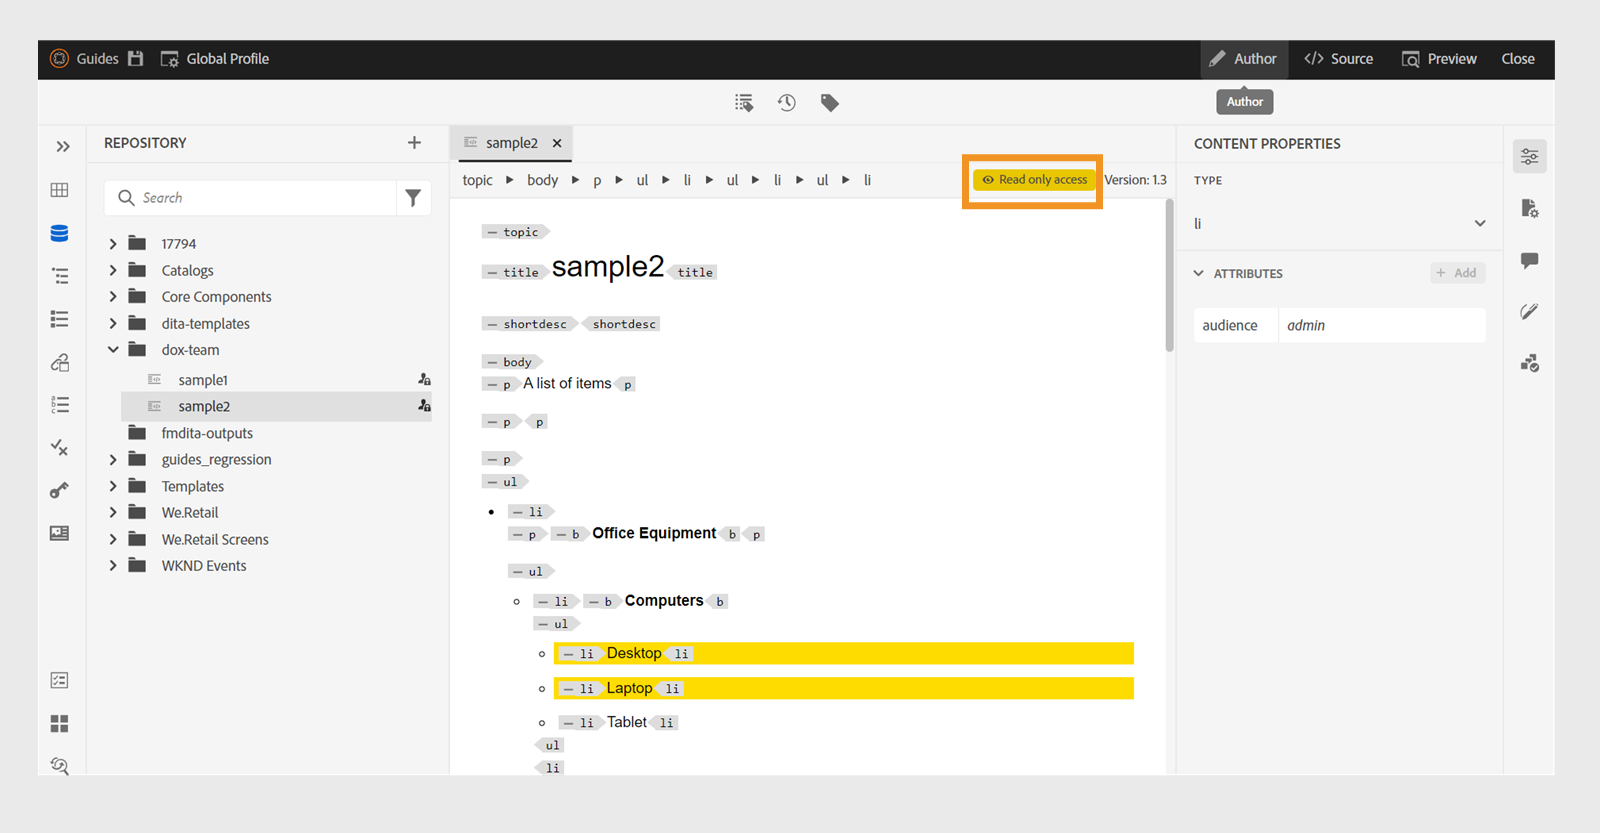 Guides Global Profile Author </> Source Preview Close
Author
REPOSITORY
Search
17794
Catalogs
Core Components
dita-templates
dox-team
sample1
sample2
fmdita-outputs
guides_regression
Templates
We.Retail
We.Retail Screens
WKND Events
sample2
topic body p ul li ul li ul li
Read only access Version: 1.3
topic
title sample2 title
shortdesc shortdesc
body
p A list of items p
p p
p
ul
li
p b Office Equipment b p
ul
li b Computers b
ul
li Desktop li
li Laptop li
li Tablet li
ul
li
CONTENT PROPERTIES
TYPE
li
ATTRIBUTES + Add
audience admin